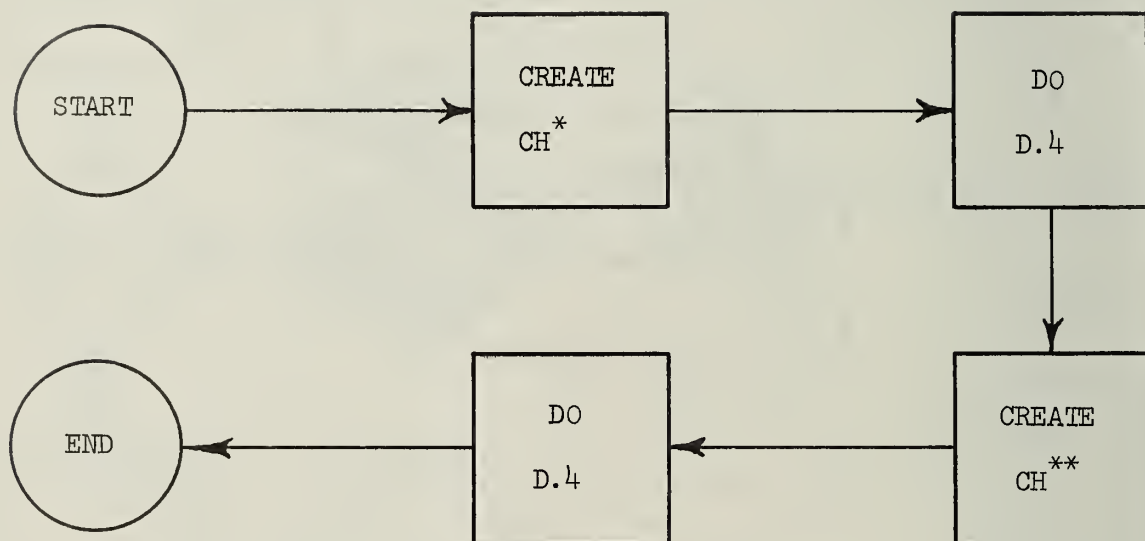 START
CREATE
CH*
DO
D.4
CREATE
CH**
DO
D.4
END